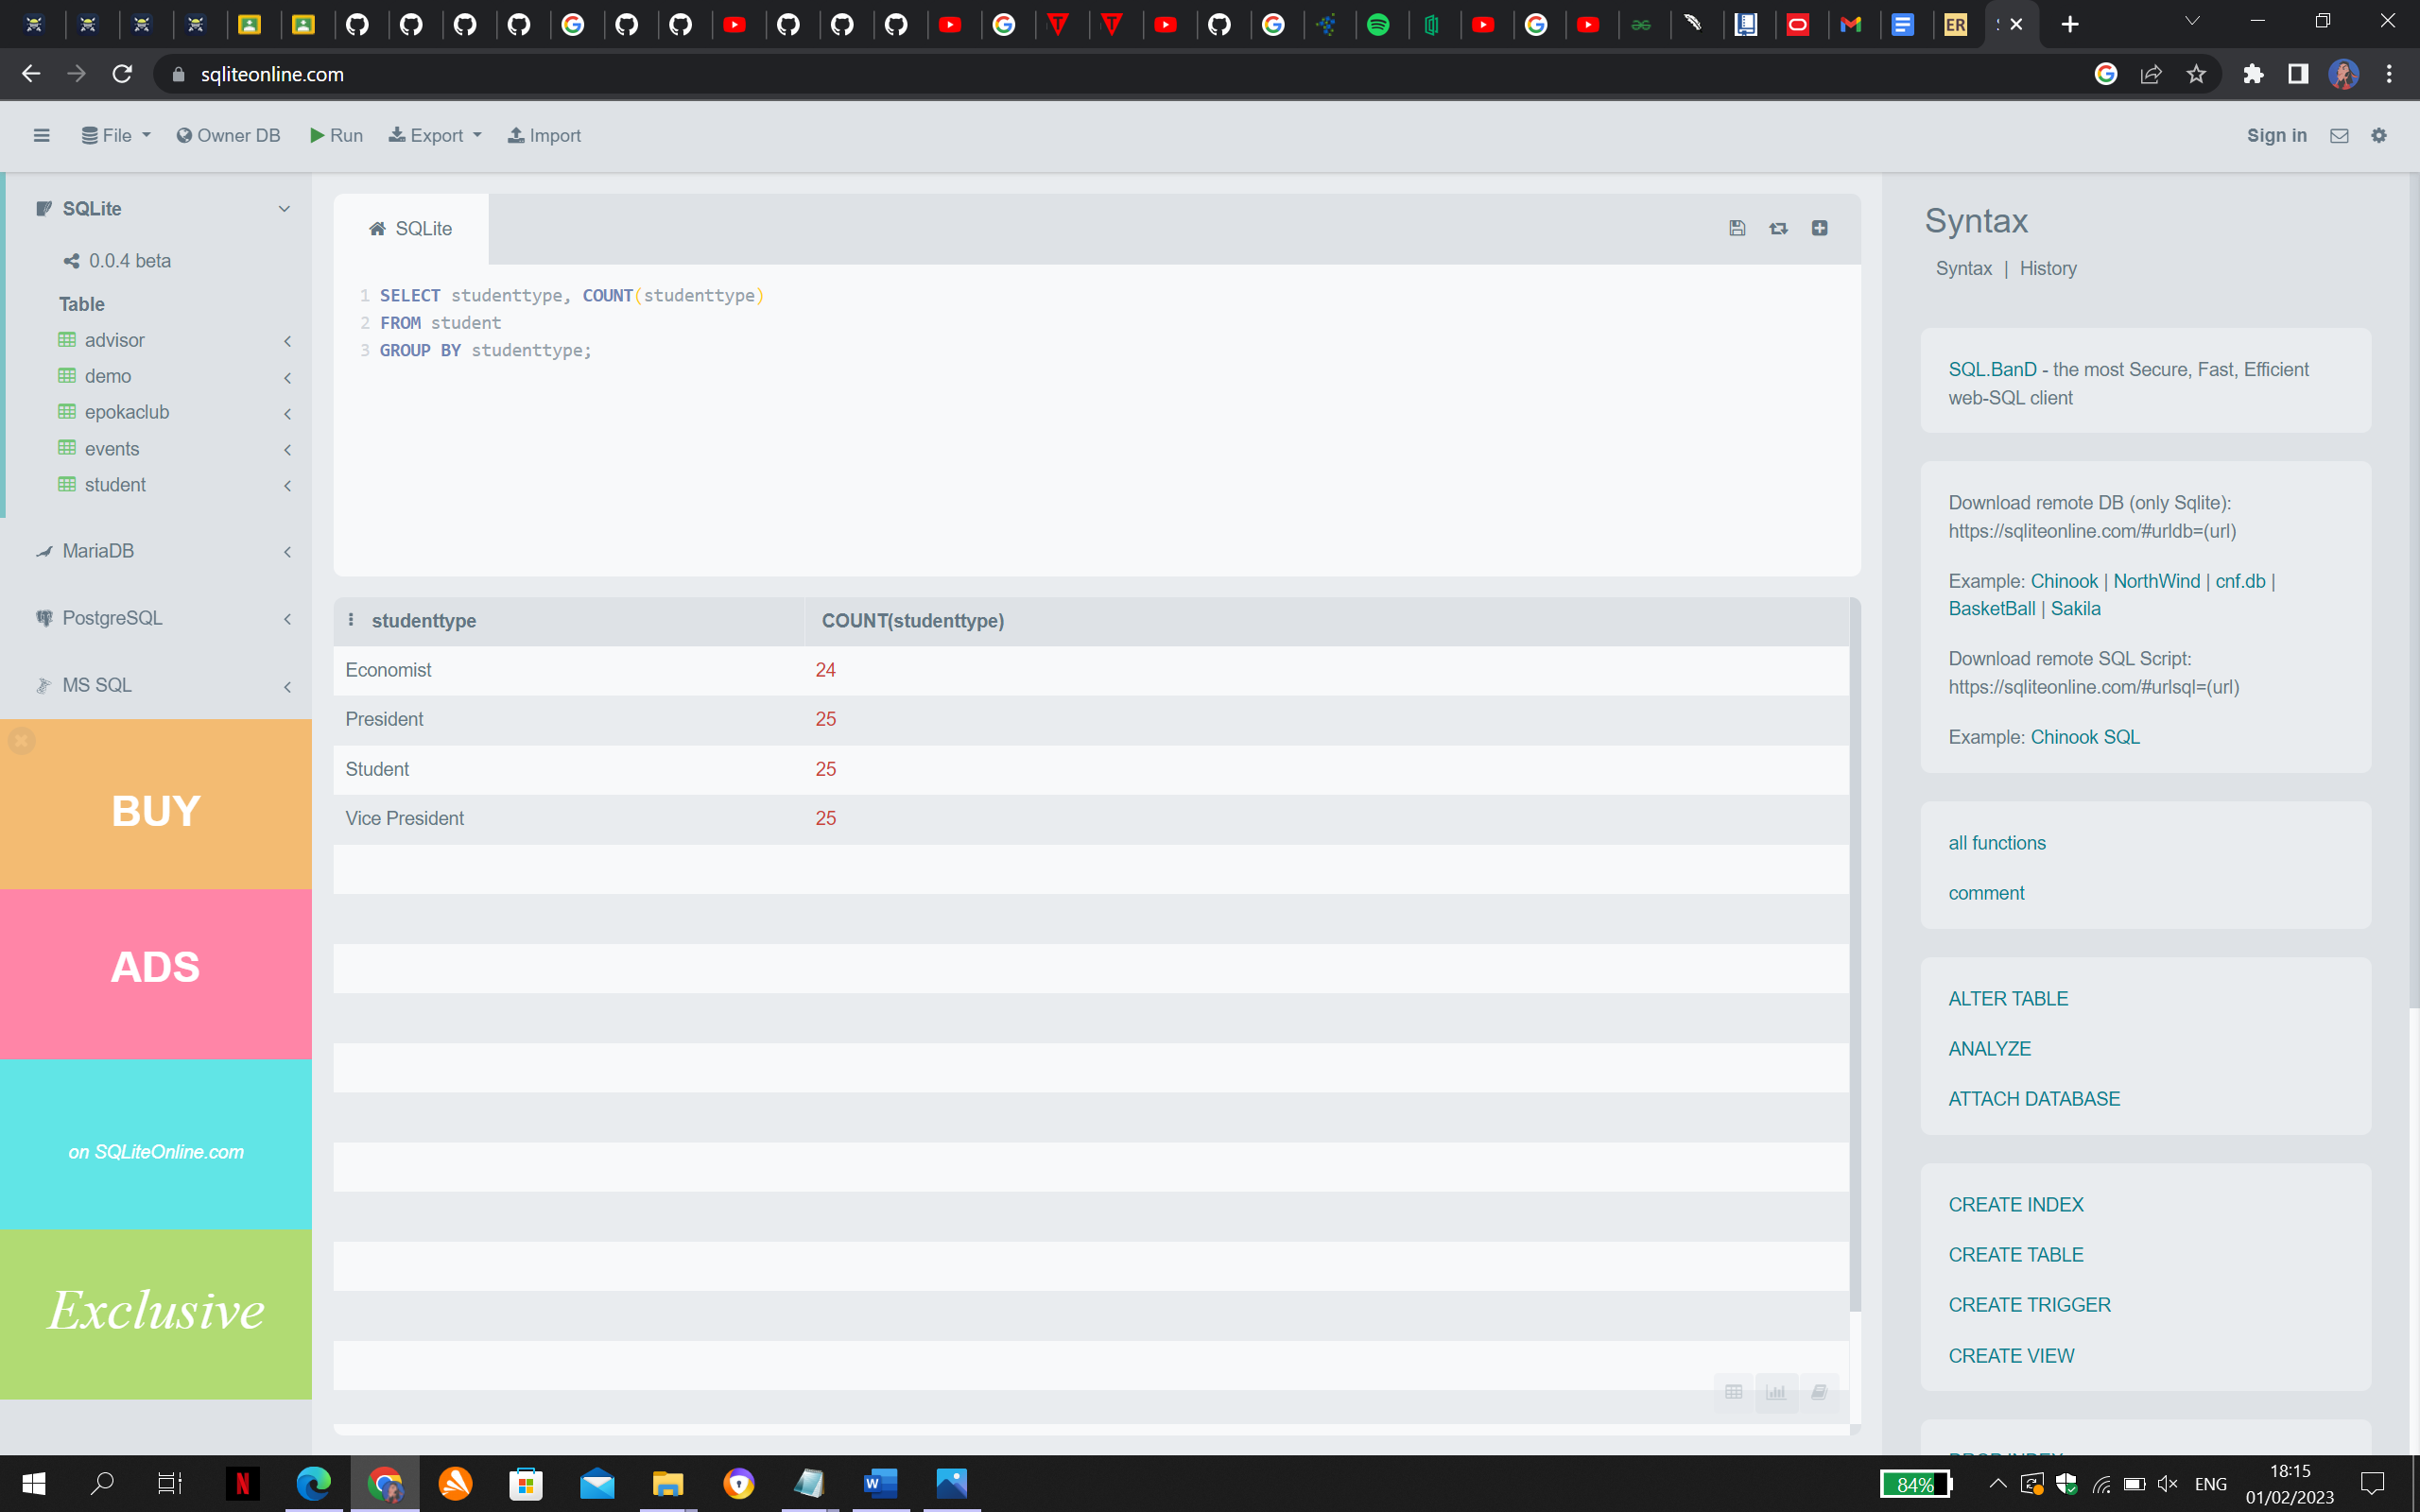 ER
sqliteonline.com
File
Owner DB
Run
Export
Import
Sign in
SQLite
0.0.4 beta
Table
advisor
demo
epokaclub
events
student
MariaDB
PostgreSQL
MS SQL
BUY
ADS
on SQLiteOnline.com
Exclusive
SQLite
1 SELECT studenttype, COUNT(studenttype)
2 FROM student
3 GROUP BY studenttype;
studenttype COUNT(studenttype)
Economist 24
President 25
Student 25
Vice President 25
Syntax
Syntax | History
SQL.BanD - the most Secure, Fast, Efficient
web-SQL client
Download remote DB (only Sqlite):
https://sqliteonline.com/#urldb=(url)
Example: Chinook | NorthWind | cnf.db |
BasketBall | Sakila
Download remote SQL Script:
https://sqliteonline.com/#urlsql=(url)
Example: Chinook SQL
all functions
comment
ALTER TABLE
ANALYZE
ATTACH DATABASE
CREATE INDEX
CREATE TABLE
CREATE TRIGGER
CREATE VIEW
84%
ENG
18:15
01/02/2023